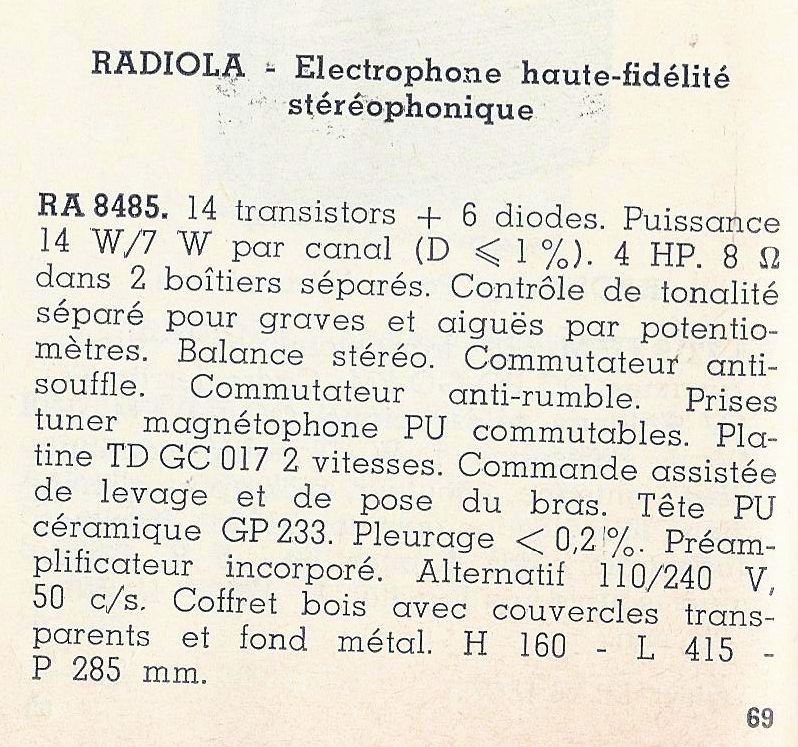 RADIOLA - Electrophone haute-fidélité
stéréophonique
RA 8485. 14 transistors + 6 diodes. Puissance
14 W/7 W par canal (D ⩽ 1 %). 4 HP. 8 Ω
dans 2 boîtiers séparés. Contrôle de tonalité
séparé pour graves et aiguës par potentio-
mètres. Balance stéréo. Commutateur anti-
souffle. Commutateur anti-rumble. Prises
tuner magnétophone PU commutables. Pla-
tine TD GC 017 2 vitesses. Commande assistée
de levage et de pose du bras. Tête PU
céramique GP 233. Pleurage < 0,2 %. Préam-
plificateur incorporé. Alternatif 110/240 V,
50 c/s. Coffret bois avec couvercles trans-
parents et fond métal. H 160 - L 415 -
P 285 mm.
69